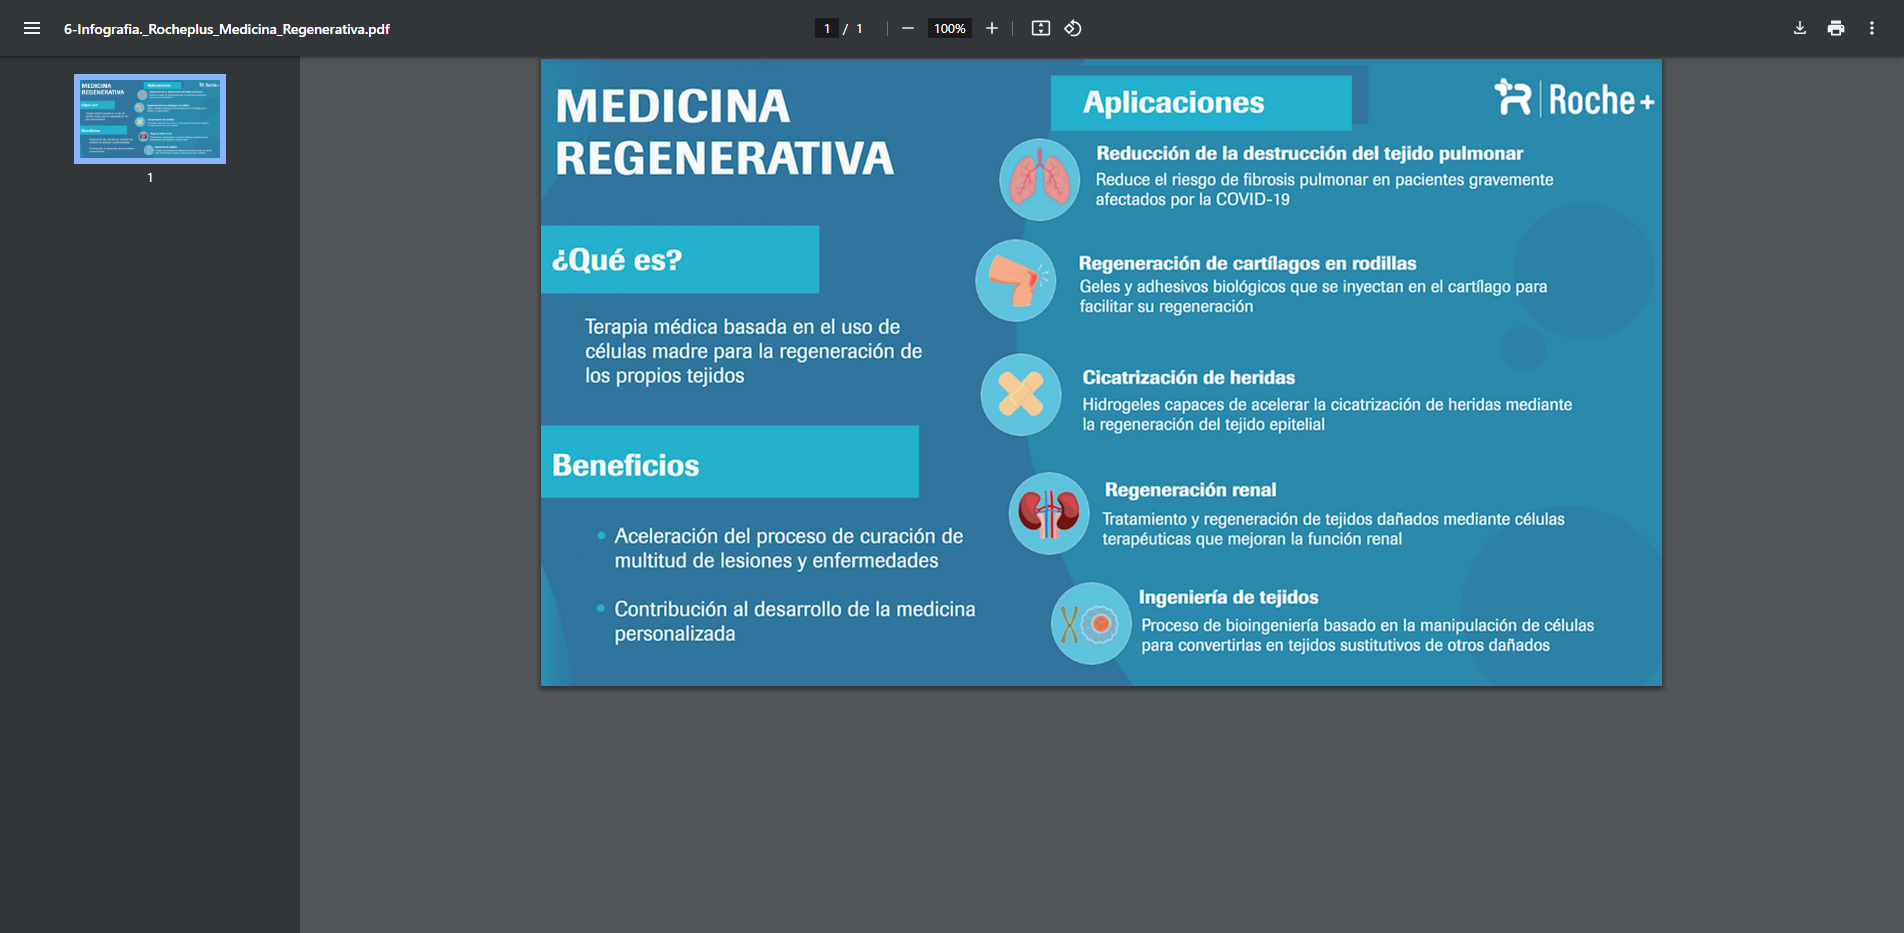 6-Infografia._Rocheplus_Medicina_Regenerativa.pdf
1 / 1
100%
1
MEDICINA
REGENERATIVA
¿Qué es?
Terapia médica basada en el uso de
células madre para la regeneración de
los propios tejidos
Beneficios
Aceleración del proceso de curación de
multitud de lesiones y enfermedades
Contribución al desarrollo de la medicina
personalizada
Aplicaciones
Roche+
Reducción de la destrucción del tejido pulmonar
Reduce el riesgo de fibrosis pulmonar en pacientes gravemente
afectados por la COVID-19
Regeneración de cartílagos en rodillas
Geles y adhesivos biológicos que se inyectan en el cartílago para
facilitar su regeneración
Cicatrización de heridas
Hidrogeles capaces de acelerar la cicatrización de heridas mediante
la regeneración del tejido epitelial
Regeneración renal
Tratamiento y regeneración de tejidos dañados mediante células
terapéuticas que mejoran la función renal
Ingeniería de tejidos
Proceso de bioingeniería basado en la manipulación de células
para convertirlas en tejidos sustitutivos de otros dañados